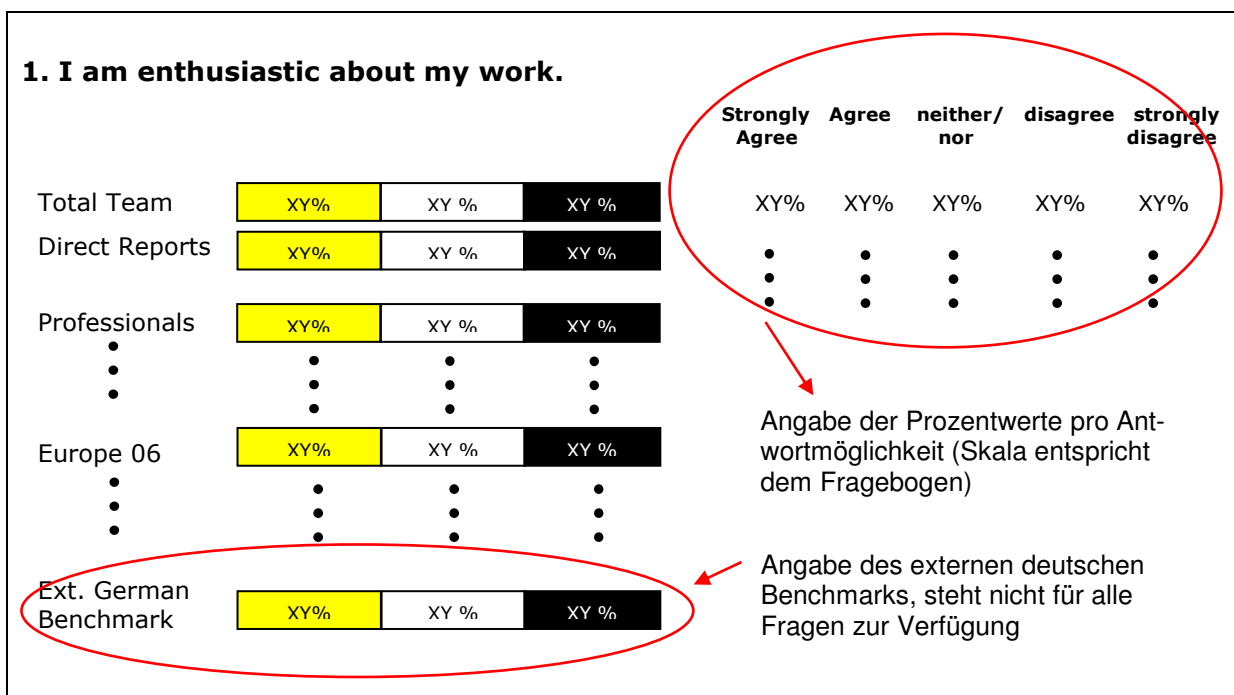 1. I am enthusiastic about my work.
Strongly Agree neither/ disagree strongly
Agree nor disagree
Total Team XY% XY % XY % XY% XY% XY% XY% XY%
Direct Reports XY% XY % XY %
Professionals XY% XY % XY %
Europe 06 XY% XY % XY %
Ext. German
Benchmark XY% XY % XY %
Angabe der Prozentwerte pro Ant-
wortmöglichkeit (Skala entspricht
dem Fragebogen)
Angabe des externen deutschen
Benchmarks, steht nicht für alle
Fragen zur Verfügung